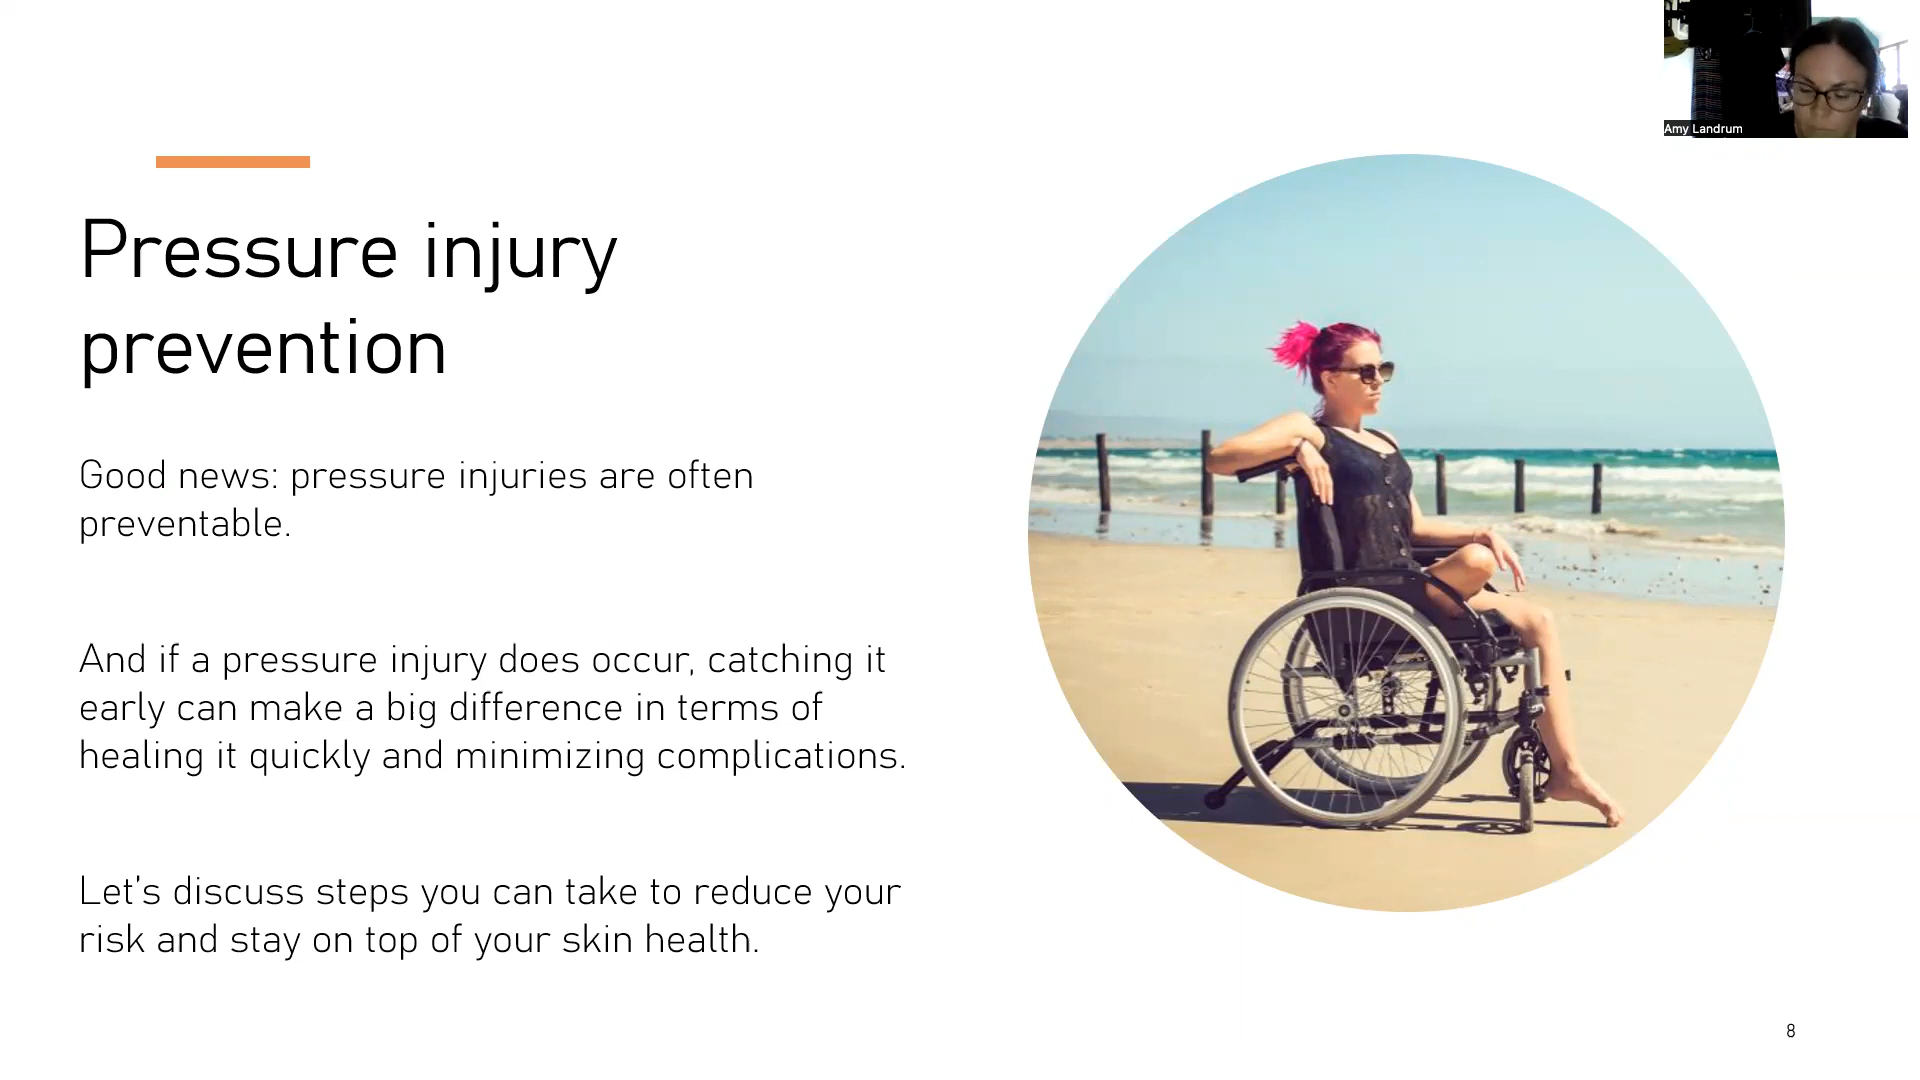 Amy Landrum
Pressure injury
prevention
Good news: pressure injuries are often
preventable.
And if a pressure injury does occur, catching it
early can make a big difference in terms of
healing it quickly and minimizing complications.
Let's discuss steps you can take to reduce your
risk and stay on top of your skin health.
8